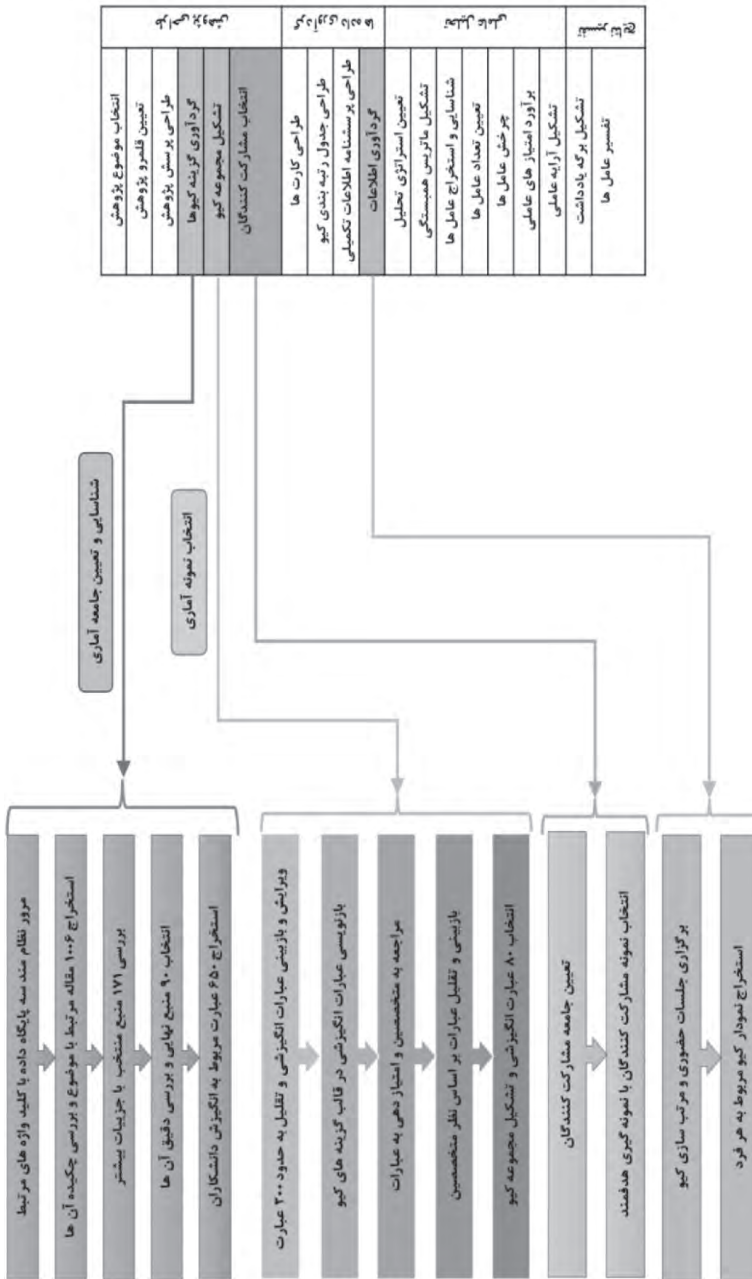 طراحی پژوهش
انتخاب موضوع پژوهش
تعیین قلمرو پژوهش
طراحی پرسش پژوهش
گردآوری گزینه کیوها
تشکیل مجموعه کیو
انتخاب مشارکت کنندگان
گردآوری داده ها
طراحی کارت ها
طراحی جدول رتبه بندی کیو
طراحی پرسشنامه اطلاعات تکمیلی
گردآوری اطلاعات
تحلیل عاملی
تعیین استراتژی تحلیل
تشکیل ماتریس همبستگی
شناسایی و استخراج عامل ها
تعیین تعداد عامل ها
چرخش عامل ها
برآورد امتیاز های عاملی
تشکیل آرایه عاملی
تفسیر نتایج
تشکیل برگه یادداشت
تفسیر عامل ها
شناسایی و تعیین جامعه آماری
انتخاب نمونه آماری
مرور نظام مند سه پایگاه داده با کلید واژه های مرتبط
استخراج ۱۰۰۶ مقاله مرتبط با موضوع و بررسی چکیده آن ها
بررسی ۱۷۱ منبع منتخب با جزییات بیشتر
انتخاب ۹۰ منبع نهایی و بررسی دقیق آن ها
استخراج ۶۵۰ عبارت مربوط به انگیزش دانشکاران
ویرایش و بازبینی عبارات انگیزشی و تقلیل به حدود ۲۰۰ عبارت
بازنویسی عبارات انگیزشی در قالب گزینه های کیو
مراجعه به متخصصین و امتیاز دهی به عبارات
بازبینی و تقلیل عبارات بر اساس نظر متخصصین
انتخاب ۸۰ عبارت انگیزشی و تشکیل مجموعه کیو
تعیین جامعه مشارکت کنندگان
انتخاب نمونه مشارکت کنندگان با نمونه گیری هدفمند
برگزاری جلسات حضوری و مرتب سازی کیو
استخراج نمودار کیو مربوط به هر فرد